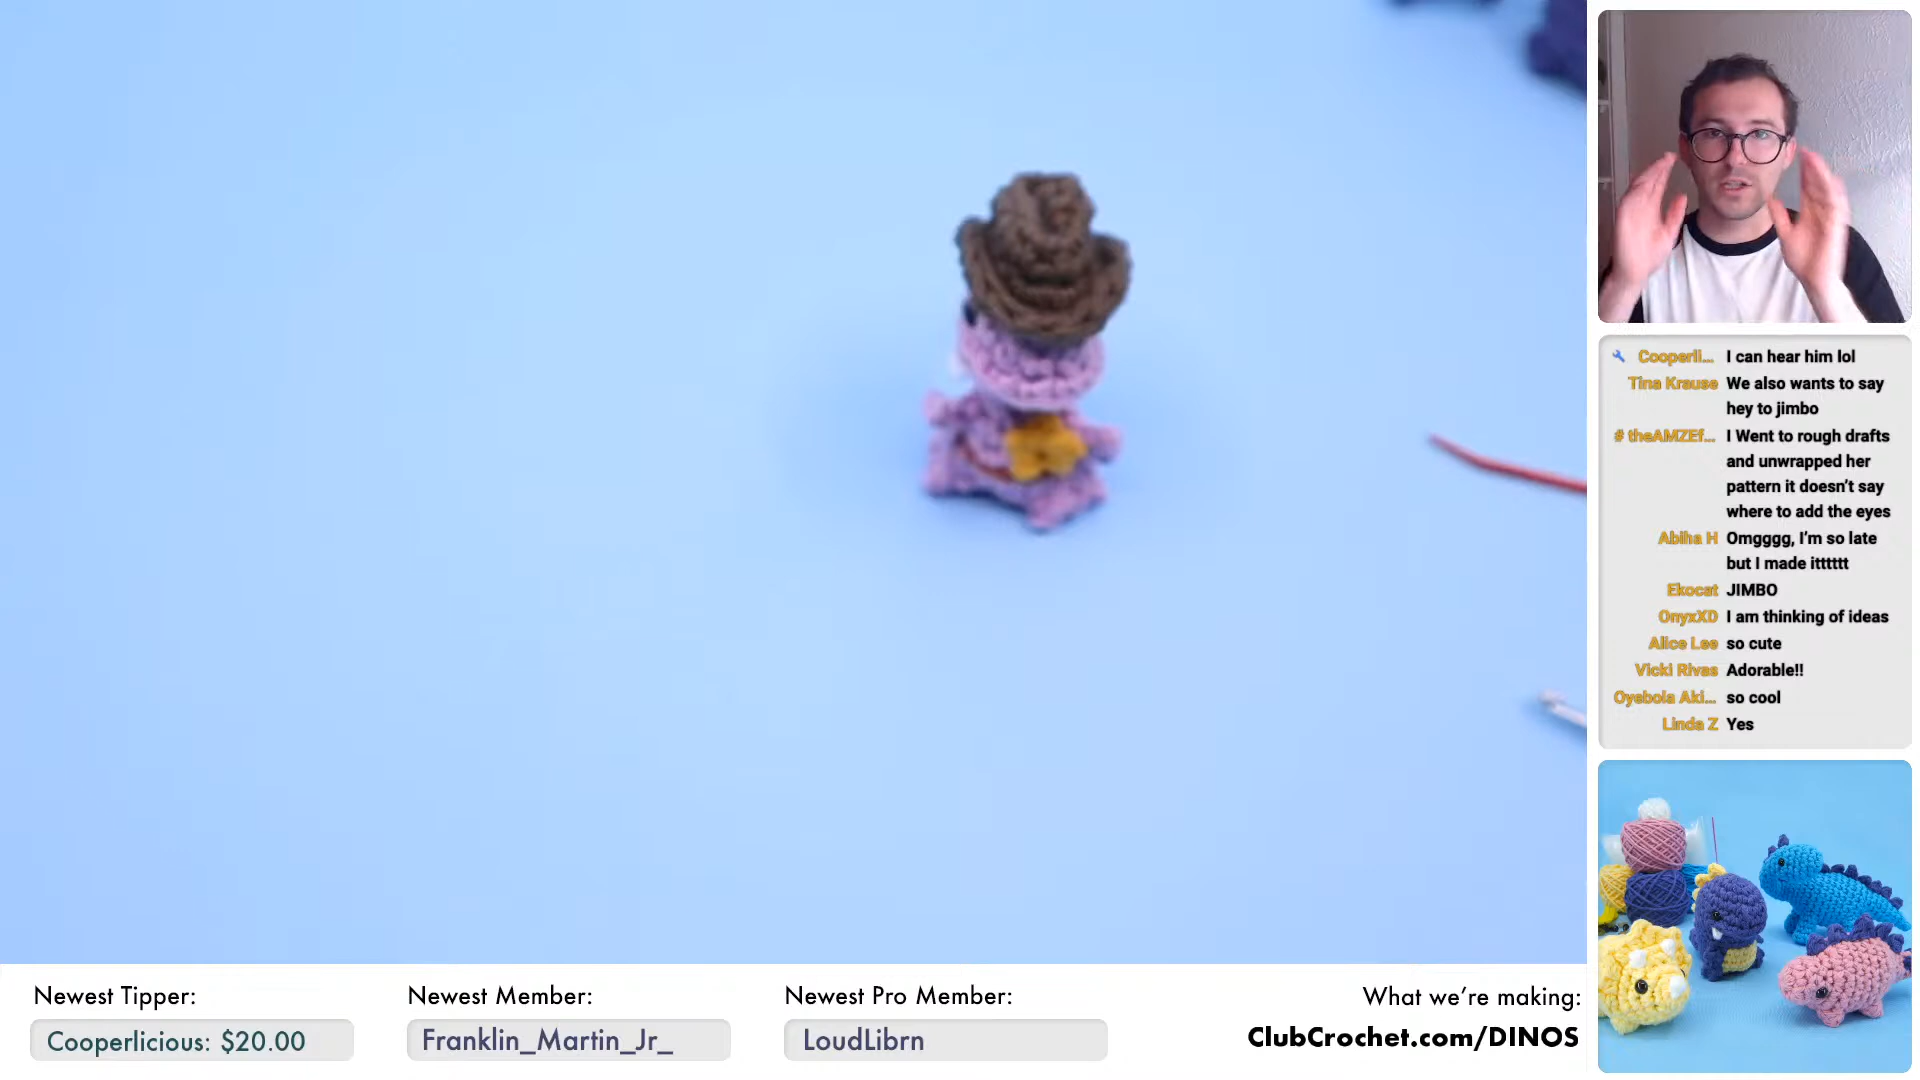 Cooperli... I can hear him lol
Tina Krause We also wants to say
hey to jimbo
# theAMZEf... I Went to rough drafts
and unwrapped her
pattern it doesn't say
where to add the eyes
Abiha H Omgggg, I'm so late
but I made itttttt
Ekocat JIMBO
OnyxXD I am thinking of ideas
Alice Lee so cute
Vicki Rivas Adorable!!
Oyebola Aki... so cool
Linda Z Yes
Newest Tipper:
Cooperlicious: $20.00
Newest Member:
Franklin_Martin_Jr_
Newest Pro Member:
LoudLibrn
What we're making:
ClubCrochet.com/DINOS